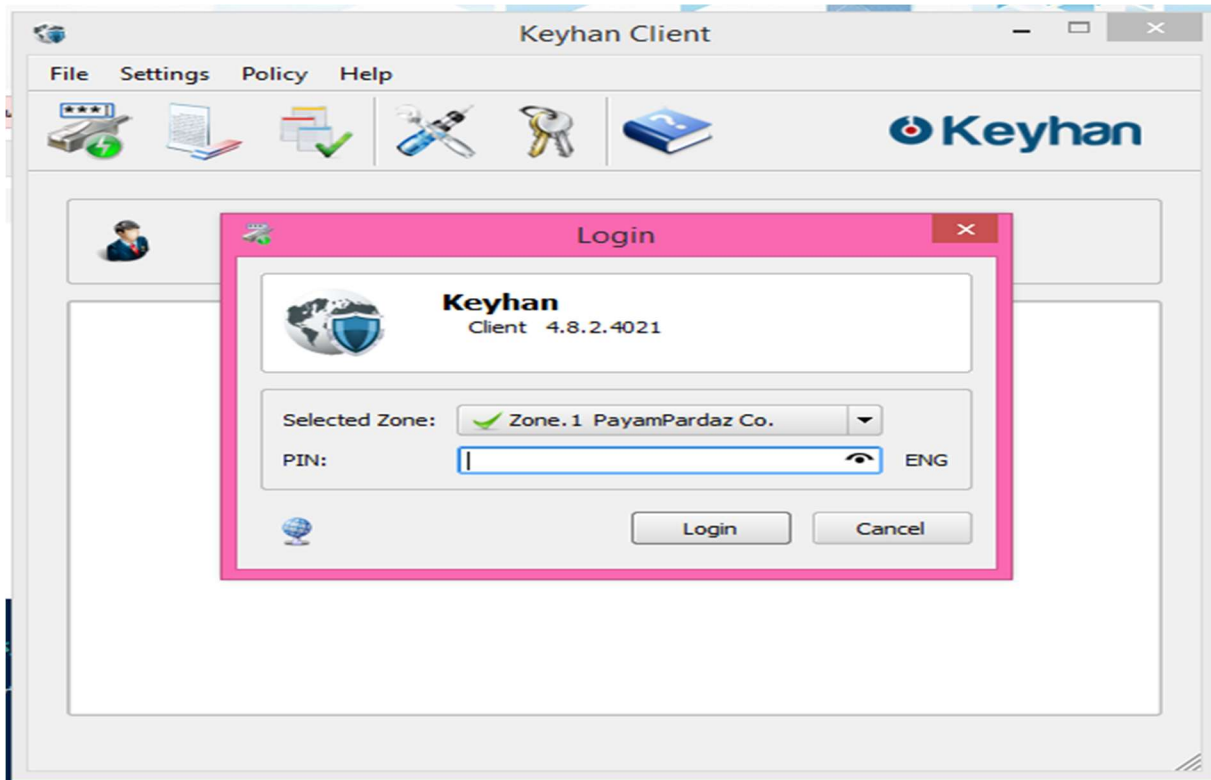 Keyhan Client
File Settings Policy Help
Keyhan
Login
Keyhan
Client 4.8.2.4021
Selected Zone: Zone.1 PayamPardaz Co.
PIN: ENG
Login Cancel